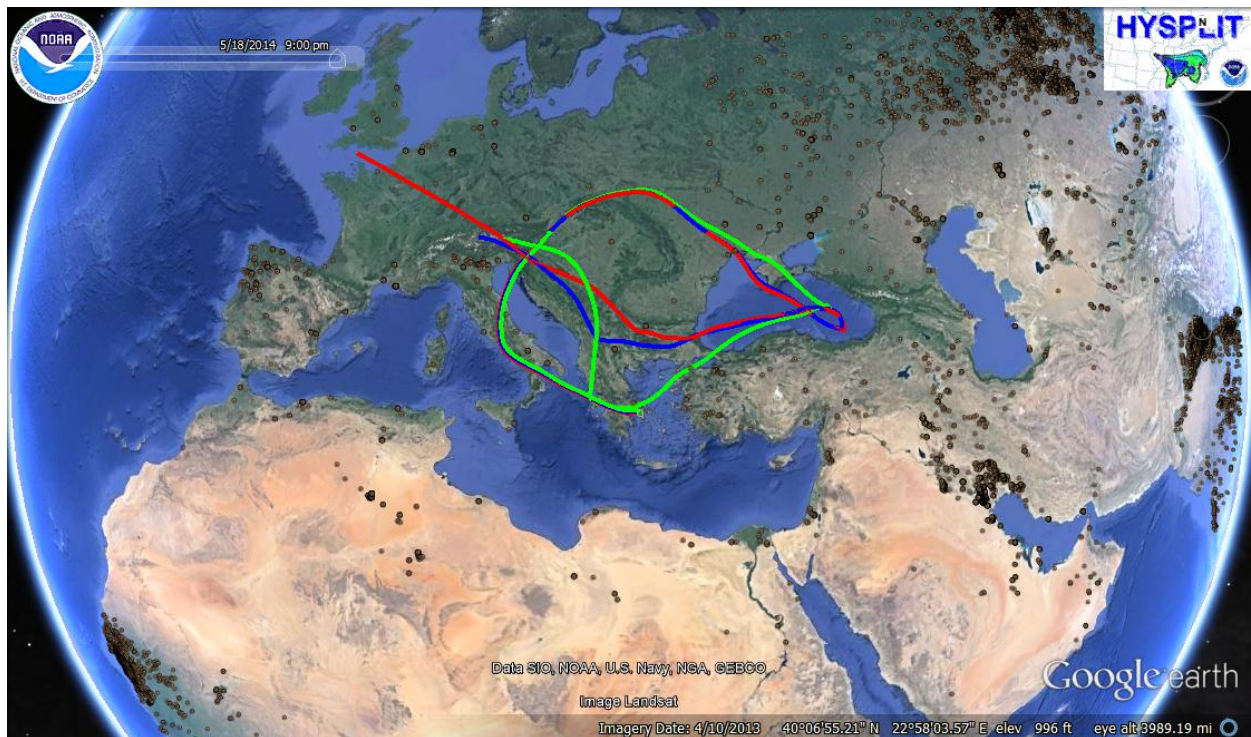 5/18/2014 9:00 pm
NOAA
HYSPLIT
Data SIO, NOAA, U.S. Navy, NGA, GEBCO
Image Landsat
Google earth
Imagery Date: 4/10/2013 40°06'55.21" N 22°58'03.57" E elev 996 ft eye alt 3989.19 mi